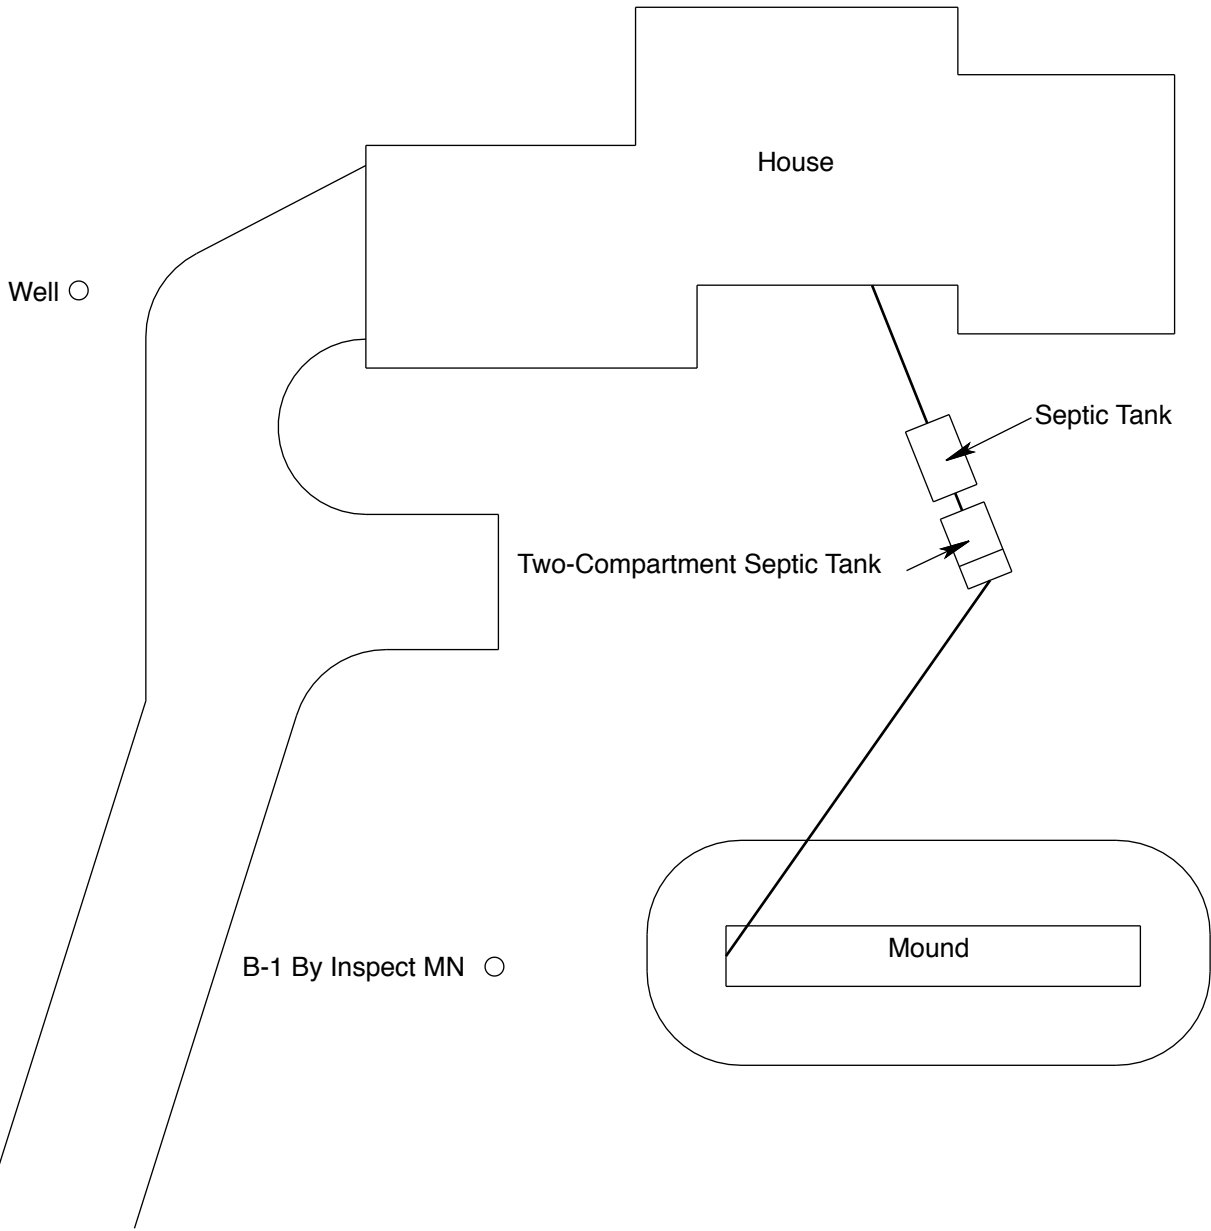 House
Well
Septic Tank
Two-Compartment Septic Tank
Mound
B-1 By Inspect MN